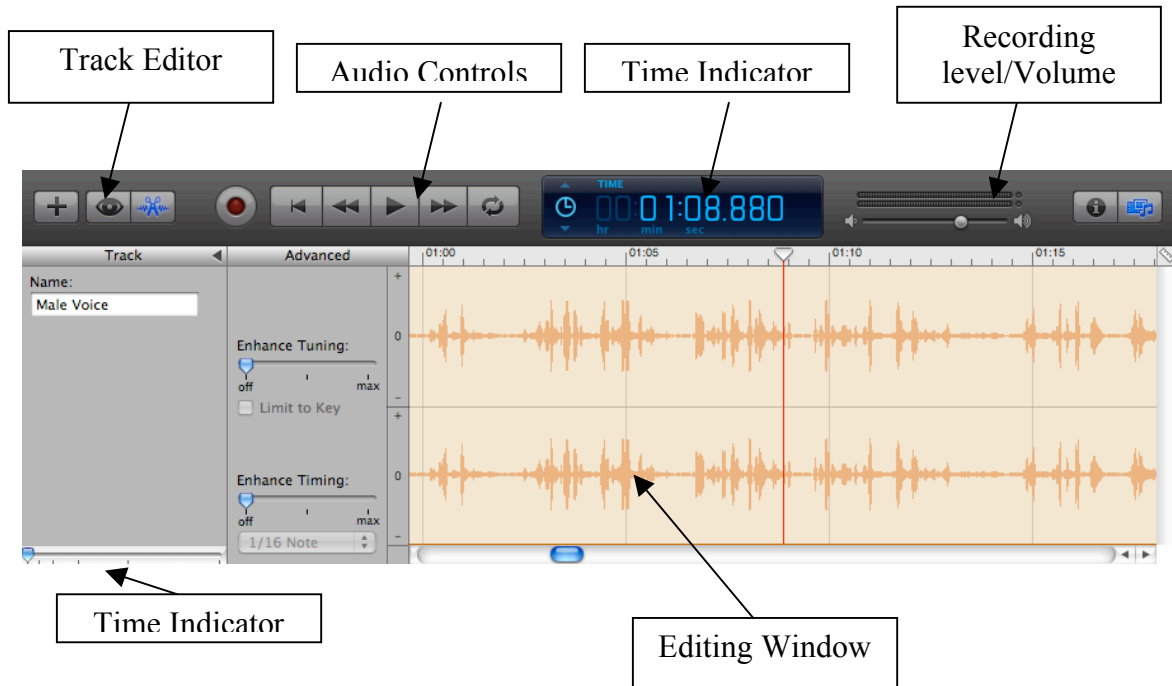 Track Editor
Audio Controls
Time Indicator
Recording
level/Volume
TIME
00:01:08.880
hr min sec
Track
Advanced
01:00 01:05 01:10 01:15
Name:
Male Voice
+
0
-
Enhance Tuning:
off max
Limit to Key
+
0
-
Enhance Timing:
off max
1/16 Note
Time Indicator
Editing Window